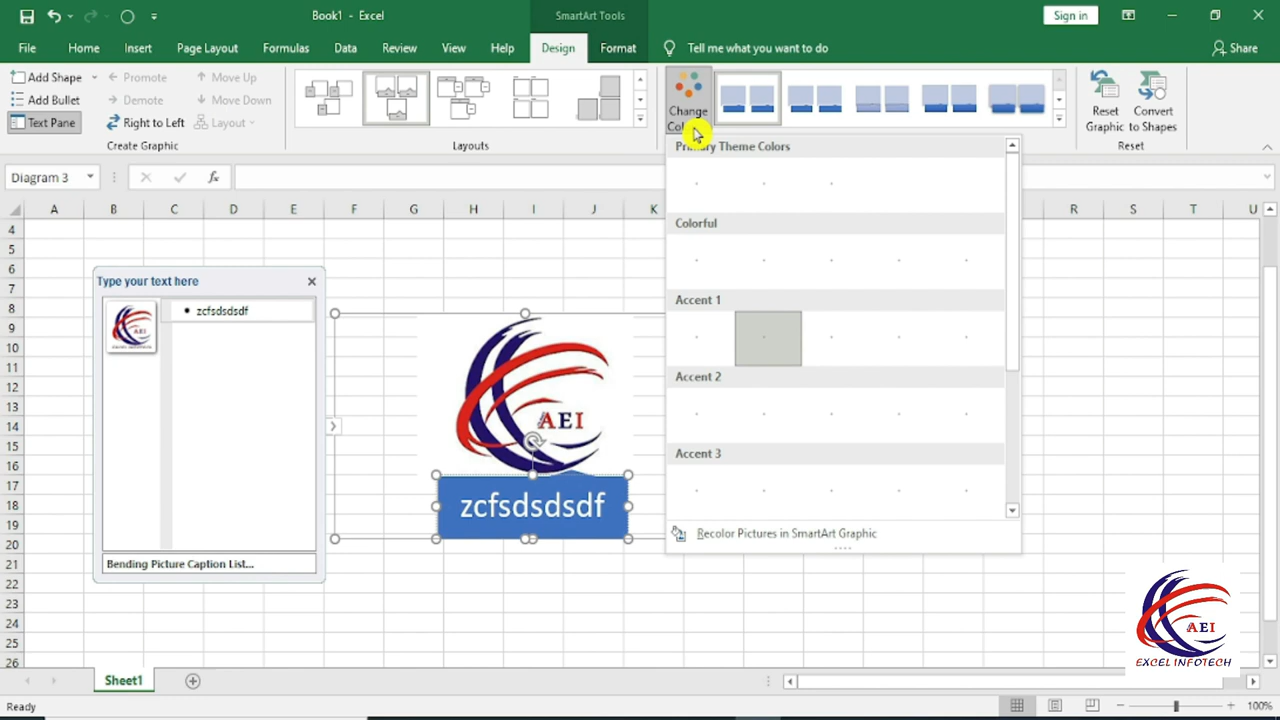 Book1 - Excel
SmartArt Tools
Sign in
File
Home
Insert
Page Layout
Formulas
Data
Review
View
Help
Design
Format
Tell me what you want to do
Share
Add Shape
Promote
Move Up
Add Bullet
Demote
Move Down
Text Pane
Right to Left
Layout
Create Graphic
Layouts
Change
Reset
Graphic
Convert
to Shapes
Reset
Diagram 3
fx
A B C D E F G H I J K R S T U
4
5
6
7
8
9
10
11
12
13
14
15
16
17
18
19
20
21
22
23
24
25
26
Type your text here
• zcfsdsdsdf
Bending Picture Caption List...
AEI
zcfsdsdsdf
Primary Theme Colors
Colorful
Accent 1
Accent 2
Accent 3
Recolor Pictures in SmartArt Graphic
AEI
EXCEL INFOTECH
Sheet1
Ready
100%